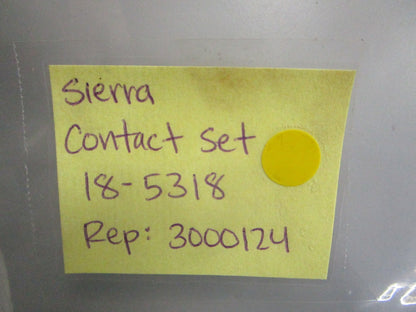 Sierra
Contact set
18-5318
Rep: 3000124